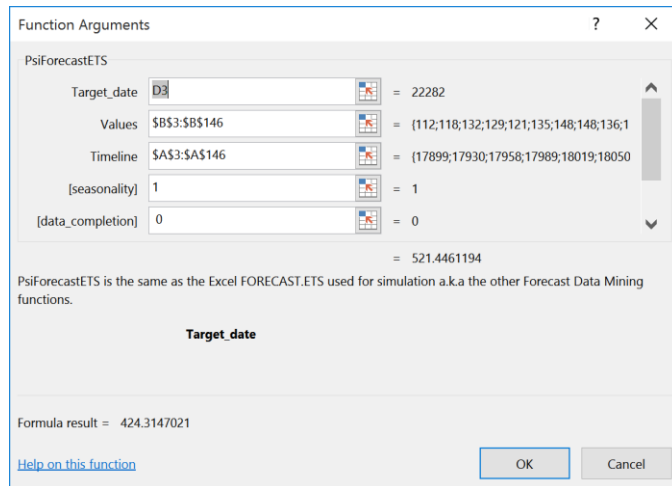 Function Arguments ? ×
PsiForecastETS
Target_date D3 = 22282
Values $B$3:$B$146 = {112;118;132;129;121;135;148;148;136;1
Timeline $A$3:$A$146 = {17899;17930;17958;17989;18019;18050
[seasonality] 1 = 1
[data_completion] 0 = 0
= 521.4461194
PsiForecastETS is the same as the Excel FORECAST.ETS used for simulation a.k.a the other Forecast Data Mining
functions.
Target_date
Formula result = 424.3147021
Help on this function OK Cancel